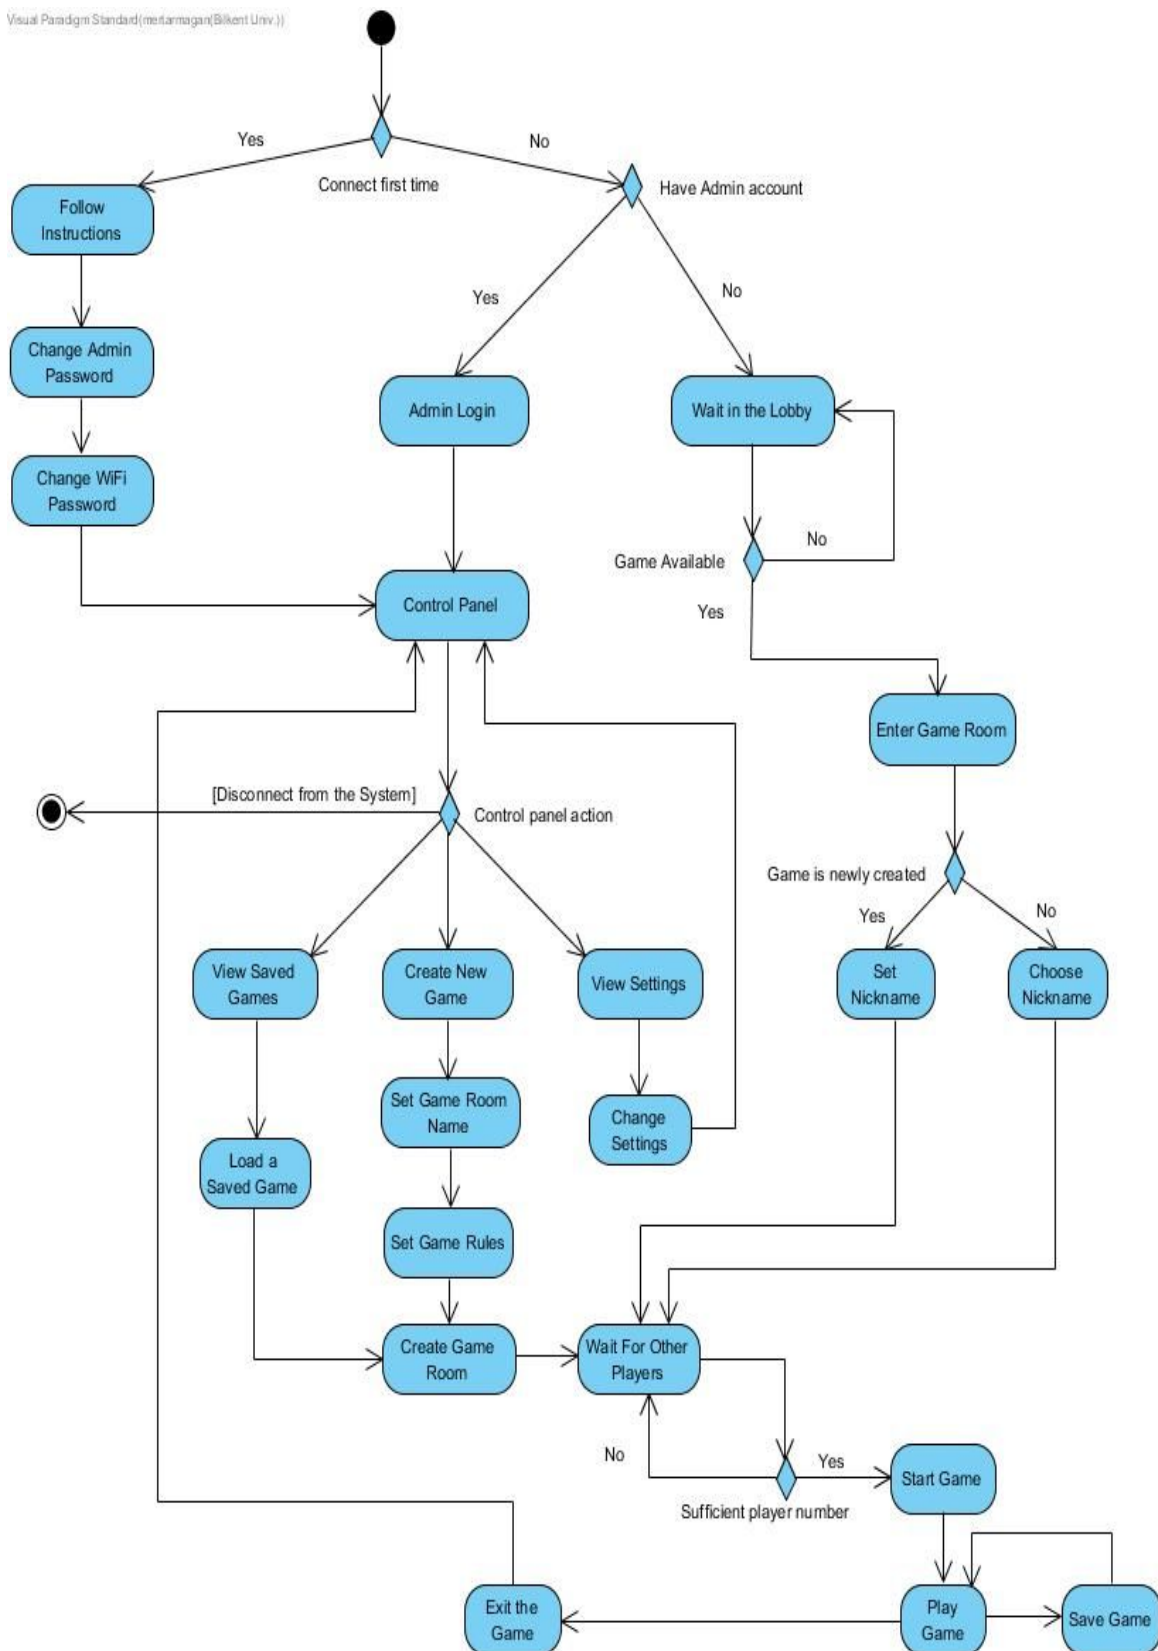 Visual Paradigm Standard(mertarmagan(Bilkent Univ.))
Yes
No
Connect first time
Have Admin account
Follow
Instructions
Yes
No
Change Admin
Password
Admin Login
Wait in the Lobby
Change WiFi
Password
No
Game Available
Control Panel
Yes
Enter Game Room
[Disconnect from the System]
Control panel action
Game is newly created
Yes
No
View Saved
Games
Create New
Game
View Settings
Set
Nickname
Choose
Nickname
Set Game Room
Name
Change
Settings
Load a
Saved Game
Set Game Rules
Create Game
Room
Wait For Other
Players
No
Yes
Start Game
Sufficient player number
Exit the
Game
Play
Game
Save Game